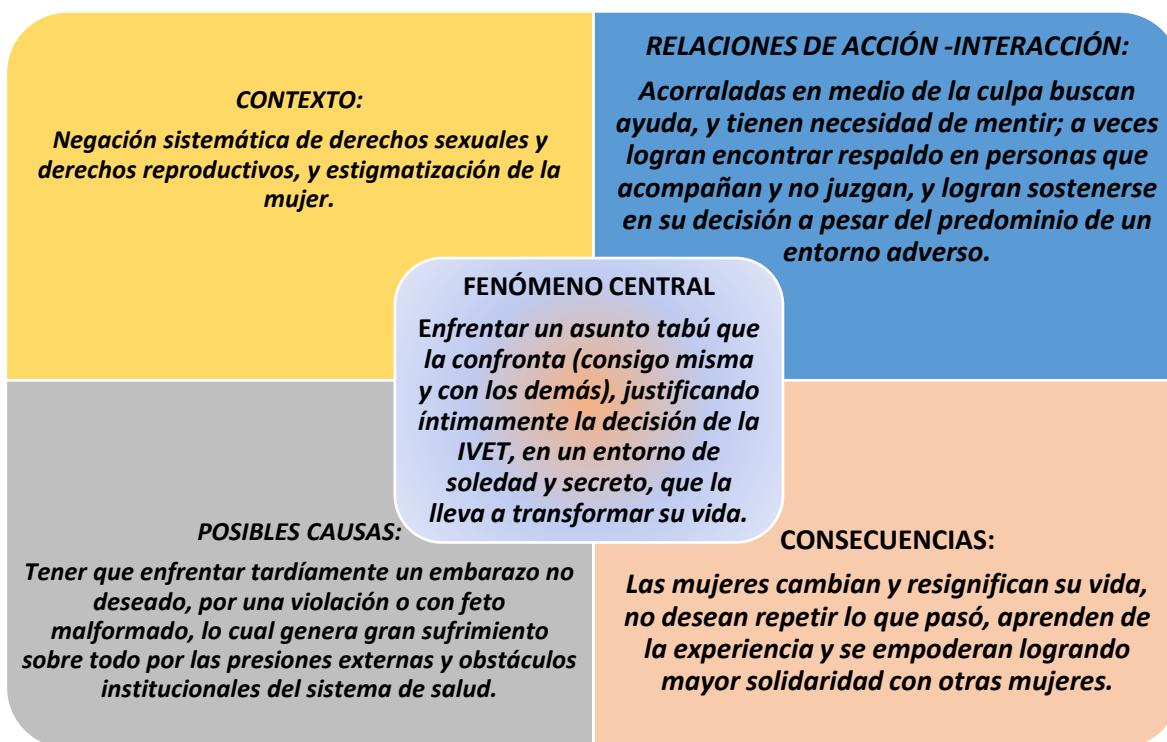 CONTEXTO:
Negación sistemática de derechos sexuales y
derechos reproductivos, y estigmatización de la
mujer.
RELACIONES DE ACCIÓN -INTERACCIÓN:
Acorraladas en medio de la culpa buscan
ayuda, y tienen necesidad de mentir; a veces
logran encontrar respaldo en personas que
acompañan y no juzgan, y logran sostenerse
en su decisión a pesar del predominio de un
entorno adverso.
FENÓMENO CENTRAL
Enfrentar un asunto tabú que
la confronta (consigo misma
y con los demás), justificando
íntimamente la decisión de la
IVET, en un entorno de
soledad y secreto, que la
lleva a transformar su vida.
POSIBLES CAUSAS:
Tener que enfrentar tardíamente un embarazo no
deseado, por una violación o con feto
malformado, lo cual genera gran sufrimiento
sobre todo por las presiones externas y obstáculos
institucionales del sistema de salud.
CONSECUENCIAS:
Las mujeres cambian y resignifican su vida,
no desean repetir lo que pasó, aprenden de
la experiencia y se empoderan logrando
mayor solidaridad con otras mujeres.